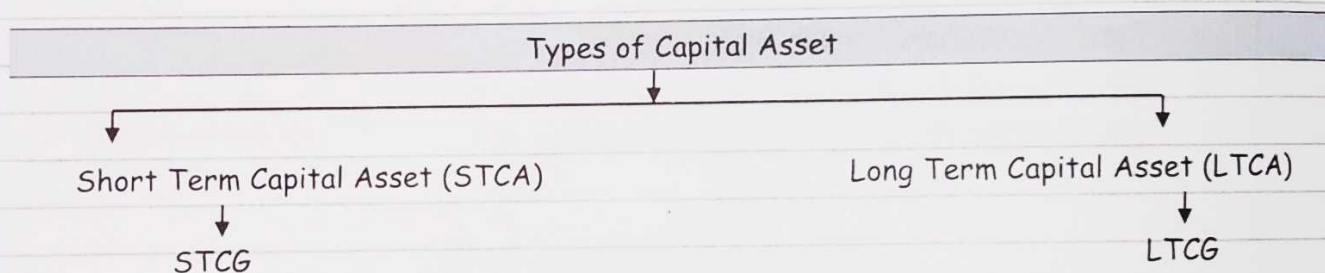 Types of Capital Asset
Short Term Capital Asset (STCA)
Long Term Capital Asset (LTCA)
STCG
LTCG